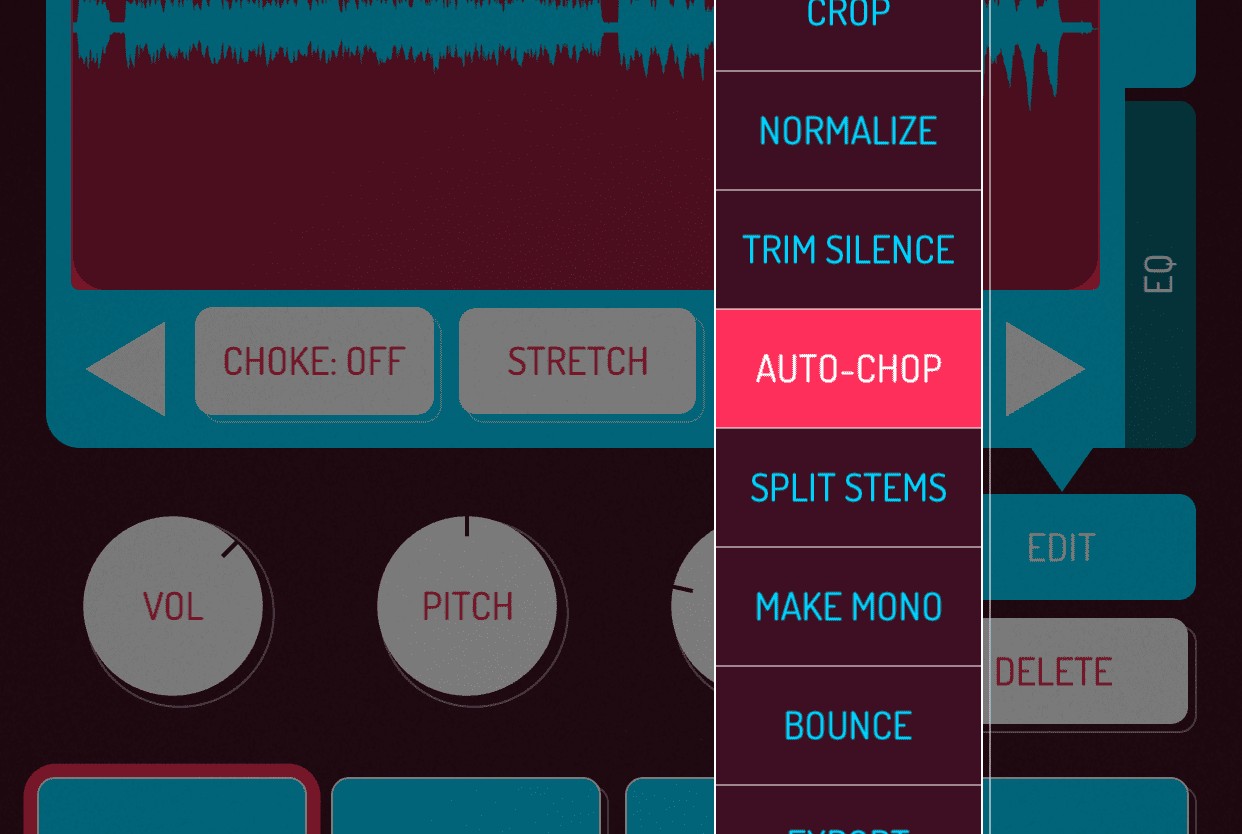 CROP
NORMALIZE
TRIM SILENCE
EQ
CHOKE: OFF
STRETCH
AUTO-CHOP
SPLIT STEMS
EDIT
VOL
PITCH
MAKE MONO
DELETE
BOUNCE
EXPORT